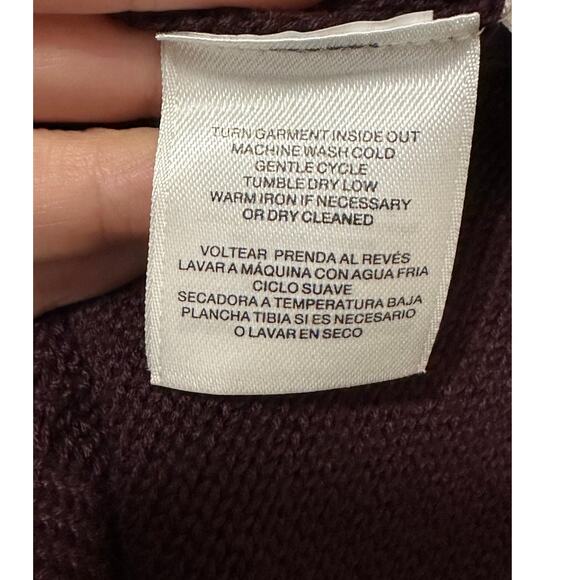 TURN GARMENT INSIDE OUT
MACHINE WASH COLD
GENTLE CYCLE
TUMBLE DRY LOW
WARM IRON IF NECESSARY
OR DRY CLEANED
VOLTEAR PRENDA AL REVÉS
LAVAR A MÁQUINA CON AGUA FRIA
CICLO SUAVE
SECADORA A TEMPERATURA BAJA
PLANCHA TIBIA SI ES NECESARIO
O LAVAR EN SECO